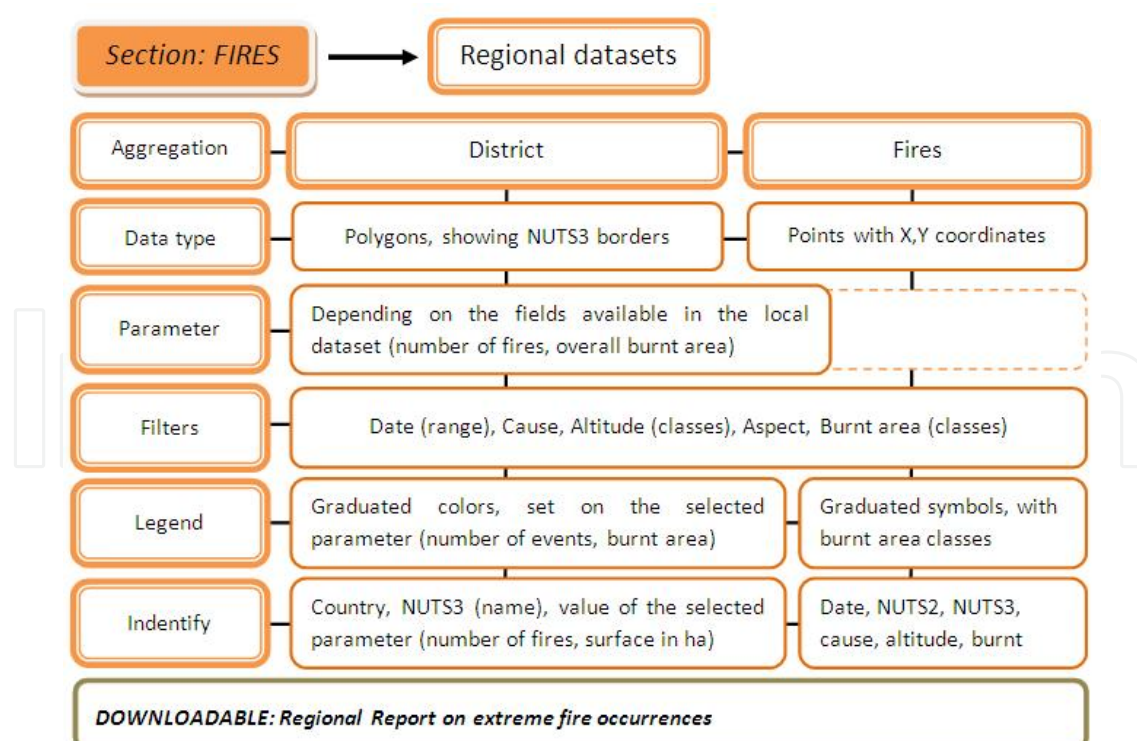 Section: FIRES
Regional datasets
Aggregation
District
Fires
Data type
Polygons, showing NUTS3 borders
Points with X,Y coordinates
Parameter
Depending on the fields available in the local
dataset (number of fires, overall burnt area)
Filters
Date (range), Cause, Altitude (classes), Aspect, Burnt area (classes)
Legend
Graduated colors, set on the selected
parameter (number of events, burnt area)
Graduated symbols, with
burnt area classes
Indentify
Country, NUTS3 (name), value of the selected
parameter (number of fires, surface in ha)
Date, NUTS2, NUTS3,
cause, altitude, burnt
DOWNLOADABLE: Regional Report on extreme fire occurrences